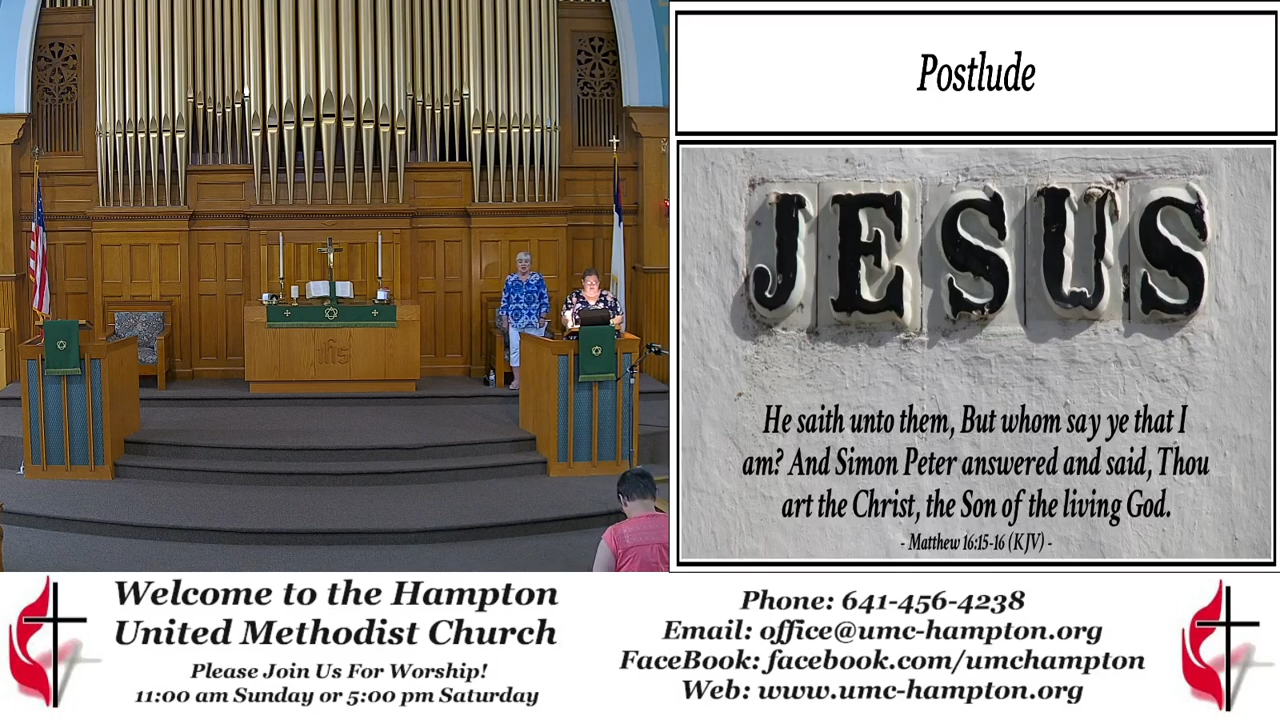 Postlude
JESUS
He saith unto them, But whom say ye that I
am? And Simon Peter answered and said, Thou
art the Christ, the Son of the living God.
- Matthew 16:15-16 (KJV) -
ihs
Welcome to the Hampton
United Methodist Church
Please Join Us For Worship!
11:00 am Sunday or 5:00 pm Saturday
Phone: 641-456-4238
Email: office@umc-hampton.org
FaceBook: facebook.com/umchampton
Web: www.umc-hampton.org